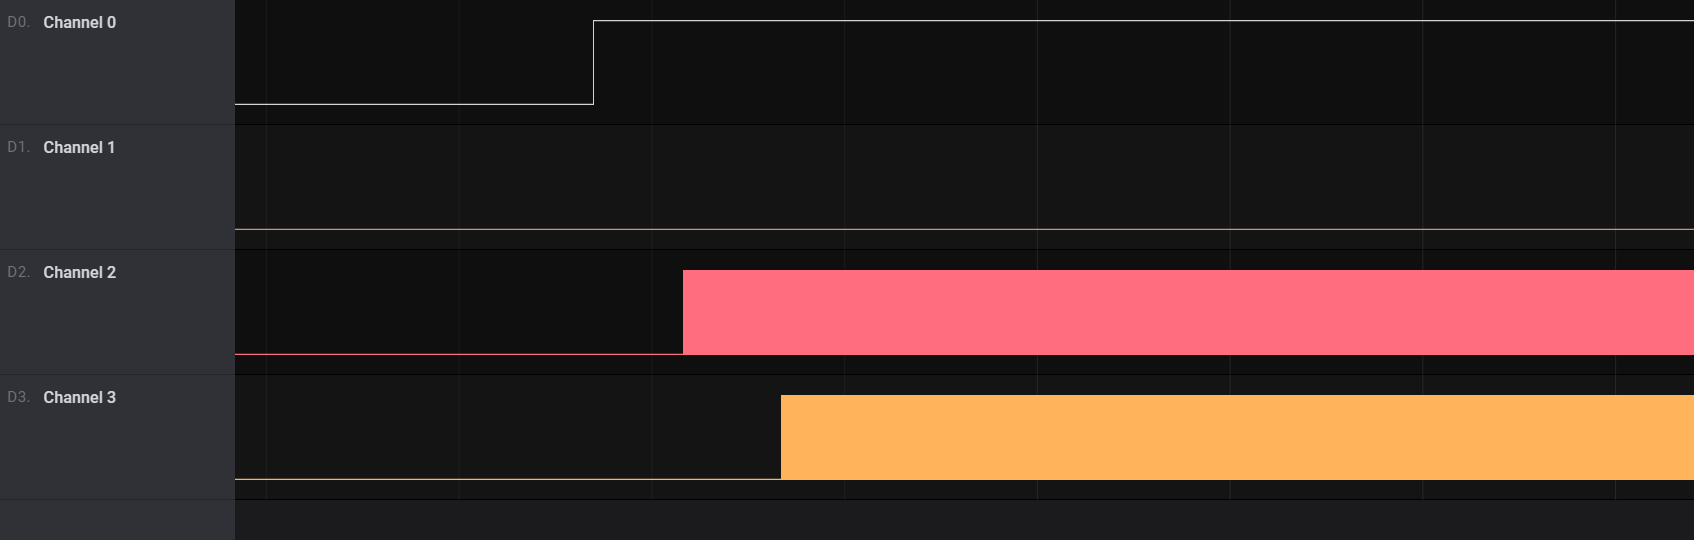 D0. Channel 0
D1. Channel 1
D2. Channel 2
D3. Channel 3